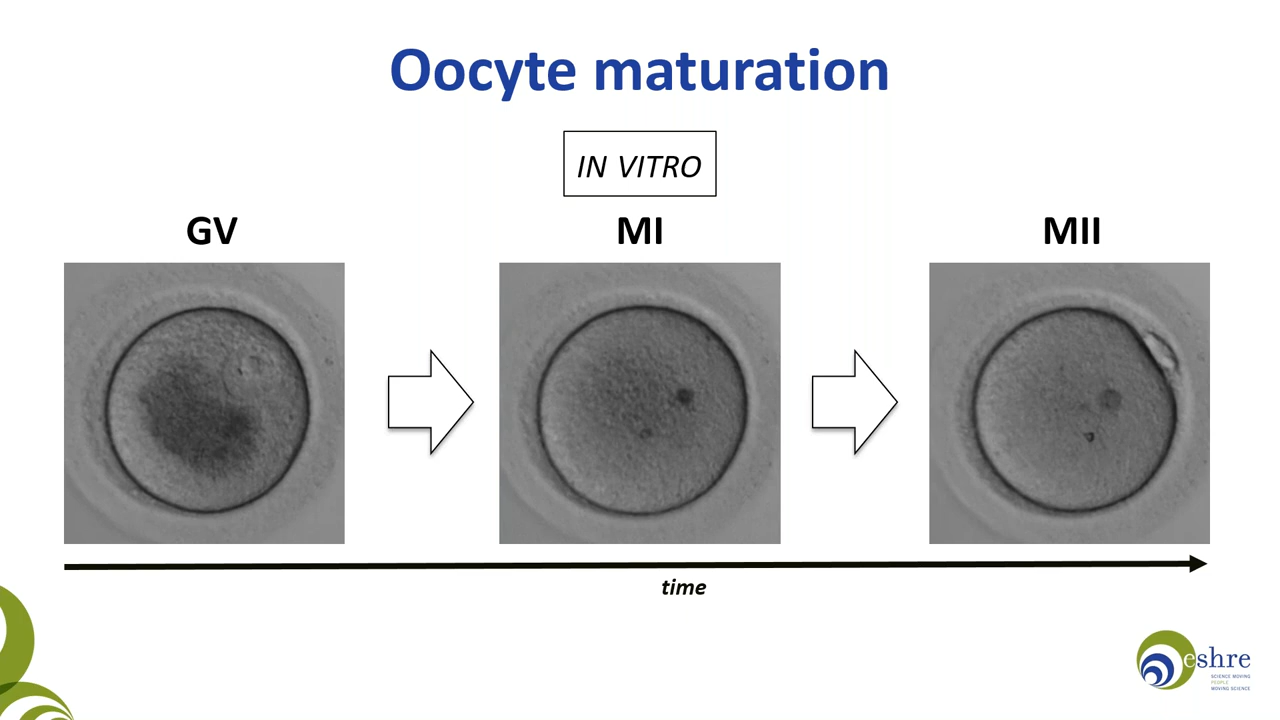 Oocyte maturation
IN VITRO
GV
MI
MII
time
eshre
SCIENCE MOVING
PEOPLE
MOVING SCIENCE